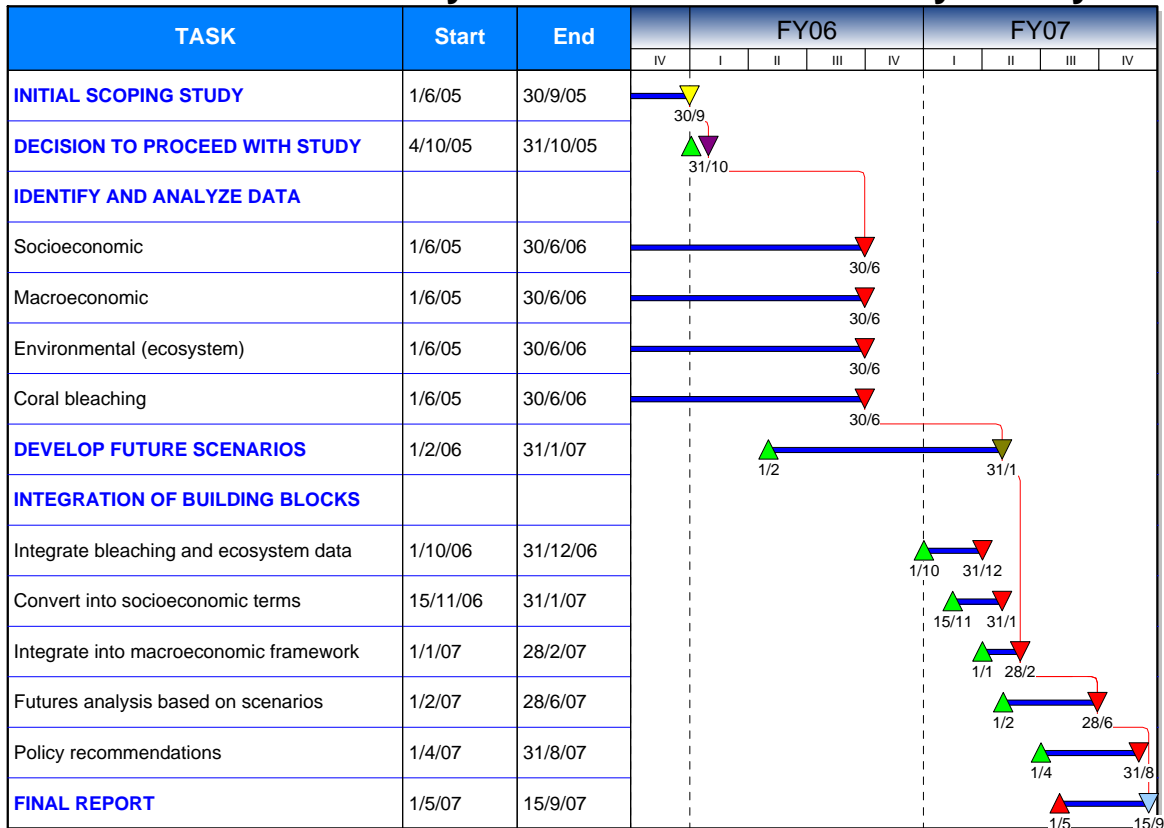 TASK Start End FY06 FY07
IV I II III IV I II III IV
INITIAL SCOPING STUDY 1/6/05 30/9/05
30/9
DECISION TO PROCEED WITH STUDY 4/10/05 31/10/05
31/10
IDENTIFY AND ANALYZE DATA
Socioeconomic 1/6/05 30/6/06
30/6
Macroeconomic 1/6/05 30/6/06
30/6
Environmental (ecosystem) 1/6/05 30/6/06
30/6
Coral bleaching 1/6/05 30/6/06
30/6
DEVELOP FUTURE SCENARIOS 1/2/06 31/1/07
1/2 31/1
INTEGRATION OF BUILDING BLOCKS
Integrate bleaching and ecosystem data 1/10/06 31/12/06
1/10 31/12
Convert into socioeconomic terms 15/11/06 31/1/07
15/11 31/1
Integrate into macroeconomic framework 1/1/07 28/2/07
1/1 28/2
Futures analysis based on scenarios 1/2/07 28/6/07
1/2 28/6
Policy recommendations 1/4/07 31/8/07
1/4 31/8
FINAL REPORT 1/5/07 15/9/07
1/5 15/9